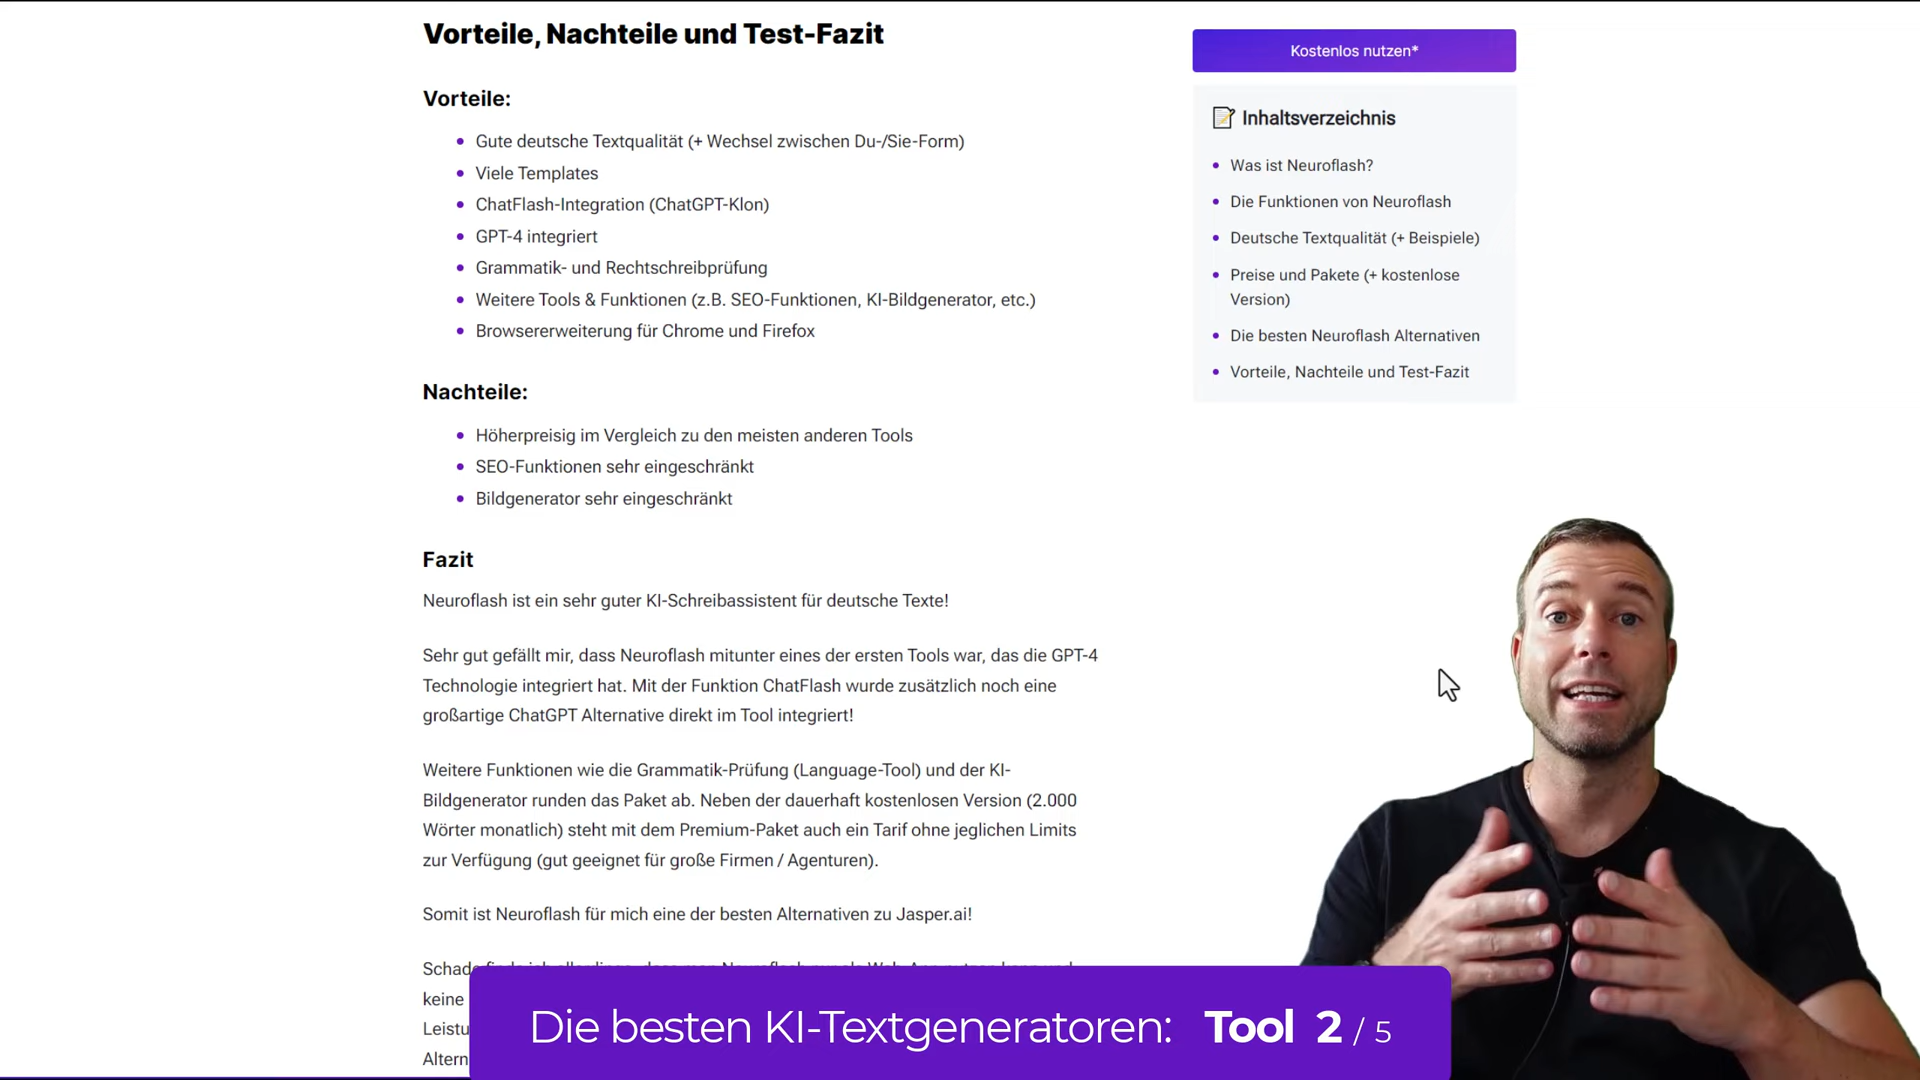 Vorteile, Nachteile und Test-Fazit
Vorteile:
Gute deutsche Textqualität (+ Wechsel zwischen Du-/Sie-Form)
Viele Templates
ChatFlash-Integration (ChatGPT-Klon)
GPT-4 integriert
Grammatik- und Rechtschreibprüfung
Weitere Tools & Funktionen (z.B. SEO-Funktionen, KI-Bildgenerator, etc.)
Browsererweiterung für Chrome und Firefox
Nachteile:
Höherpreisig im Vergleich zu den meisten anderen Tools
SEO-Funktionen sehr eingeschränkt
Bildgenerator sehr eingeschränkt
Fazit
Neuroflash ist ein sehr guter KI-Schreibassistent für deutsche Texte!
Sehr gut gefällt mir, dass Neuroflash mitunter eines der ersten Tools war, das die GPT-4
Technologie integriert hat. Mit der Funktion ChatFlash wurde zusätzlich noch eine
großartige ChatGPT Alternative direkt im Tool integriert!
Weitere Funktionen wie die Grammatik-Prüfung (Language-Tool) und der KI-
Bildgenerator runden das Paket ab. Neben der dauerhaft kostenlosen Version (2.000
Wörter monatlich) steht mit dem Premium-Paket auch ein Tarif ohne jeglichen Limits
zur Verfügung (gut geeignet für große Firmen / Agenturen).
Somit ist Neuroflash für mich eine der besten Alternativen zu Jasper.ai!
Schade
keine
Leistu
Altern
Kostenlos nutzen*
📝 Inhaltsverzeichnis
Was ist Neuroflash?
Die Funktionen von Neuroflash
Deutsche Textqualität (+ Beispiele)
Preise und Pakete (+ kostenlose
Version)
Die besten Neuroflash Alternativen
Vorteile, Nachteile und Test-Fazit
Die besten KI-Textgeneratoren: Tool 2 / 5